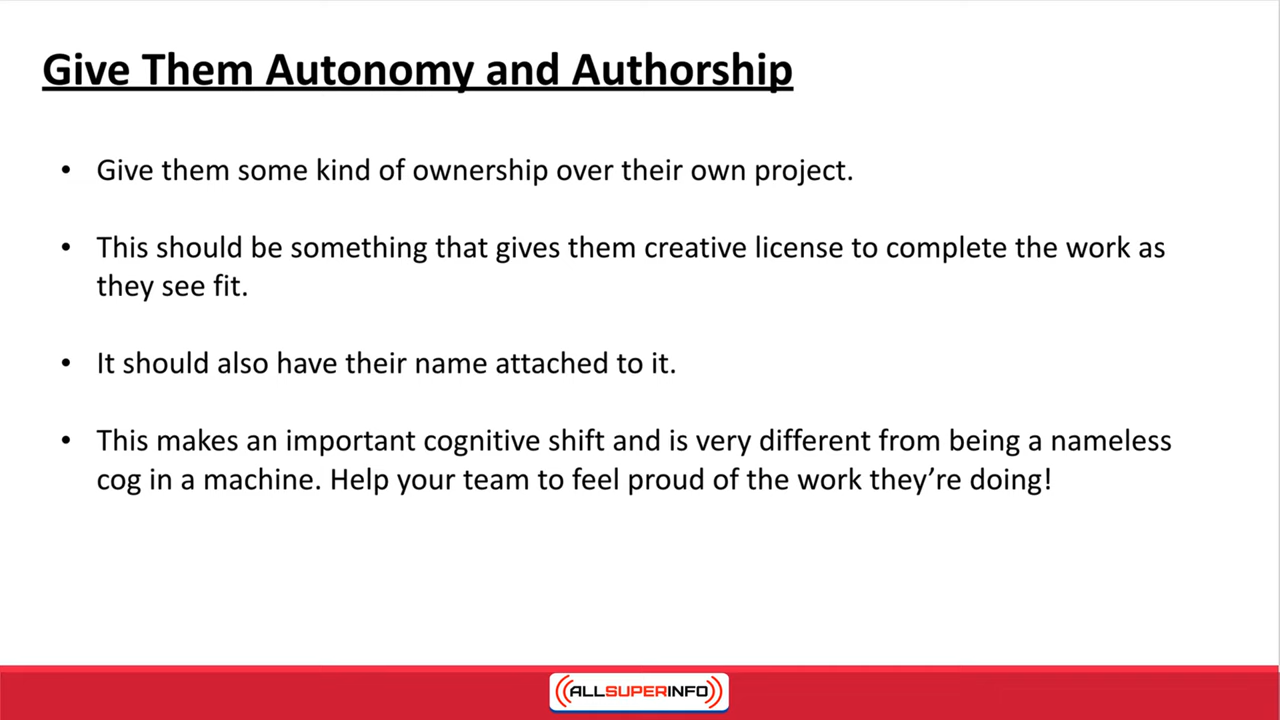 Give Them Autonomy and Authorship
• Give them some kind of ownership over their own project.
• This should be something that gives them creative license to complete the work as
they see fit.
• It should also have their name attached to it.
• This makes an important cognitive shift and is very different from being a nameless
cog in a machine. Help your team to feel proud of the work they’re doing!
ALLSUPERINFO